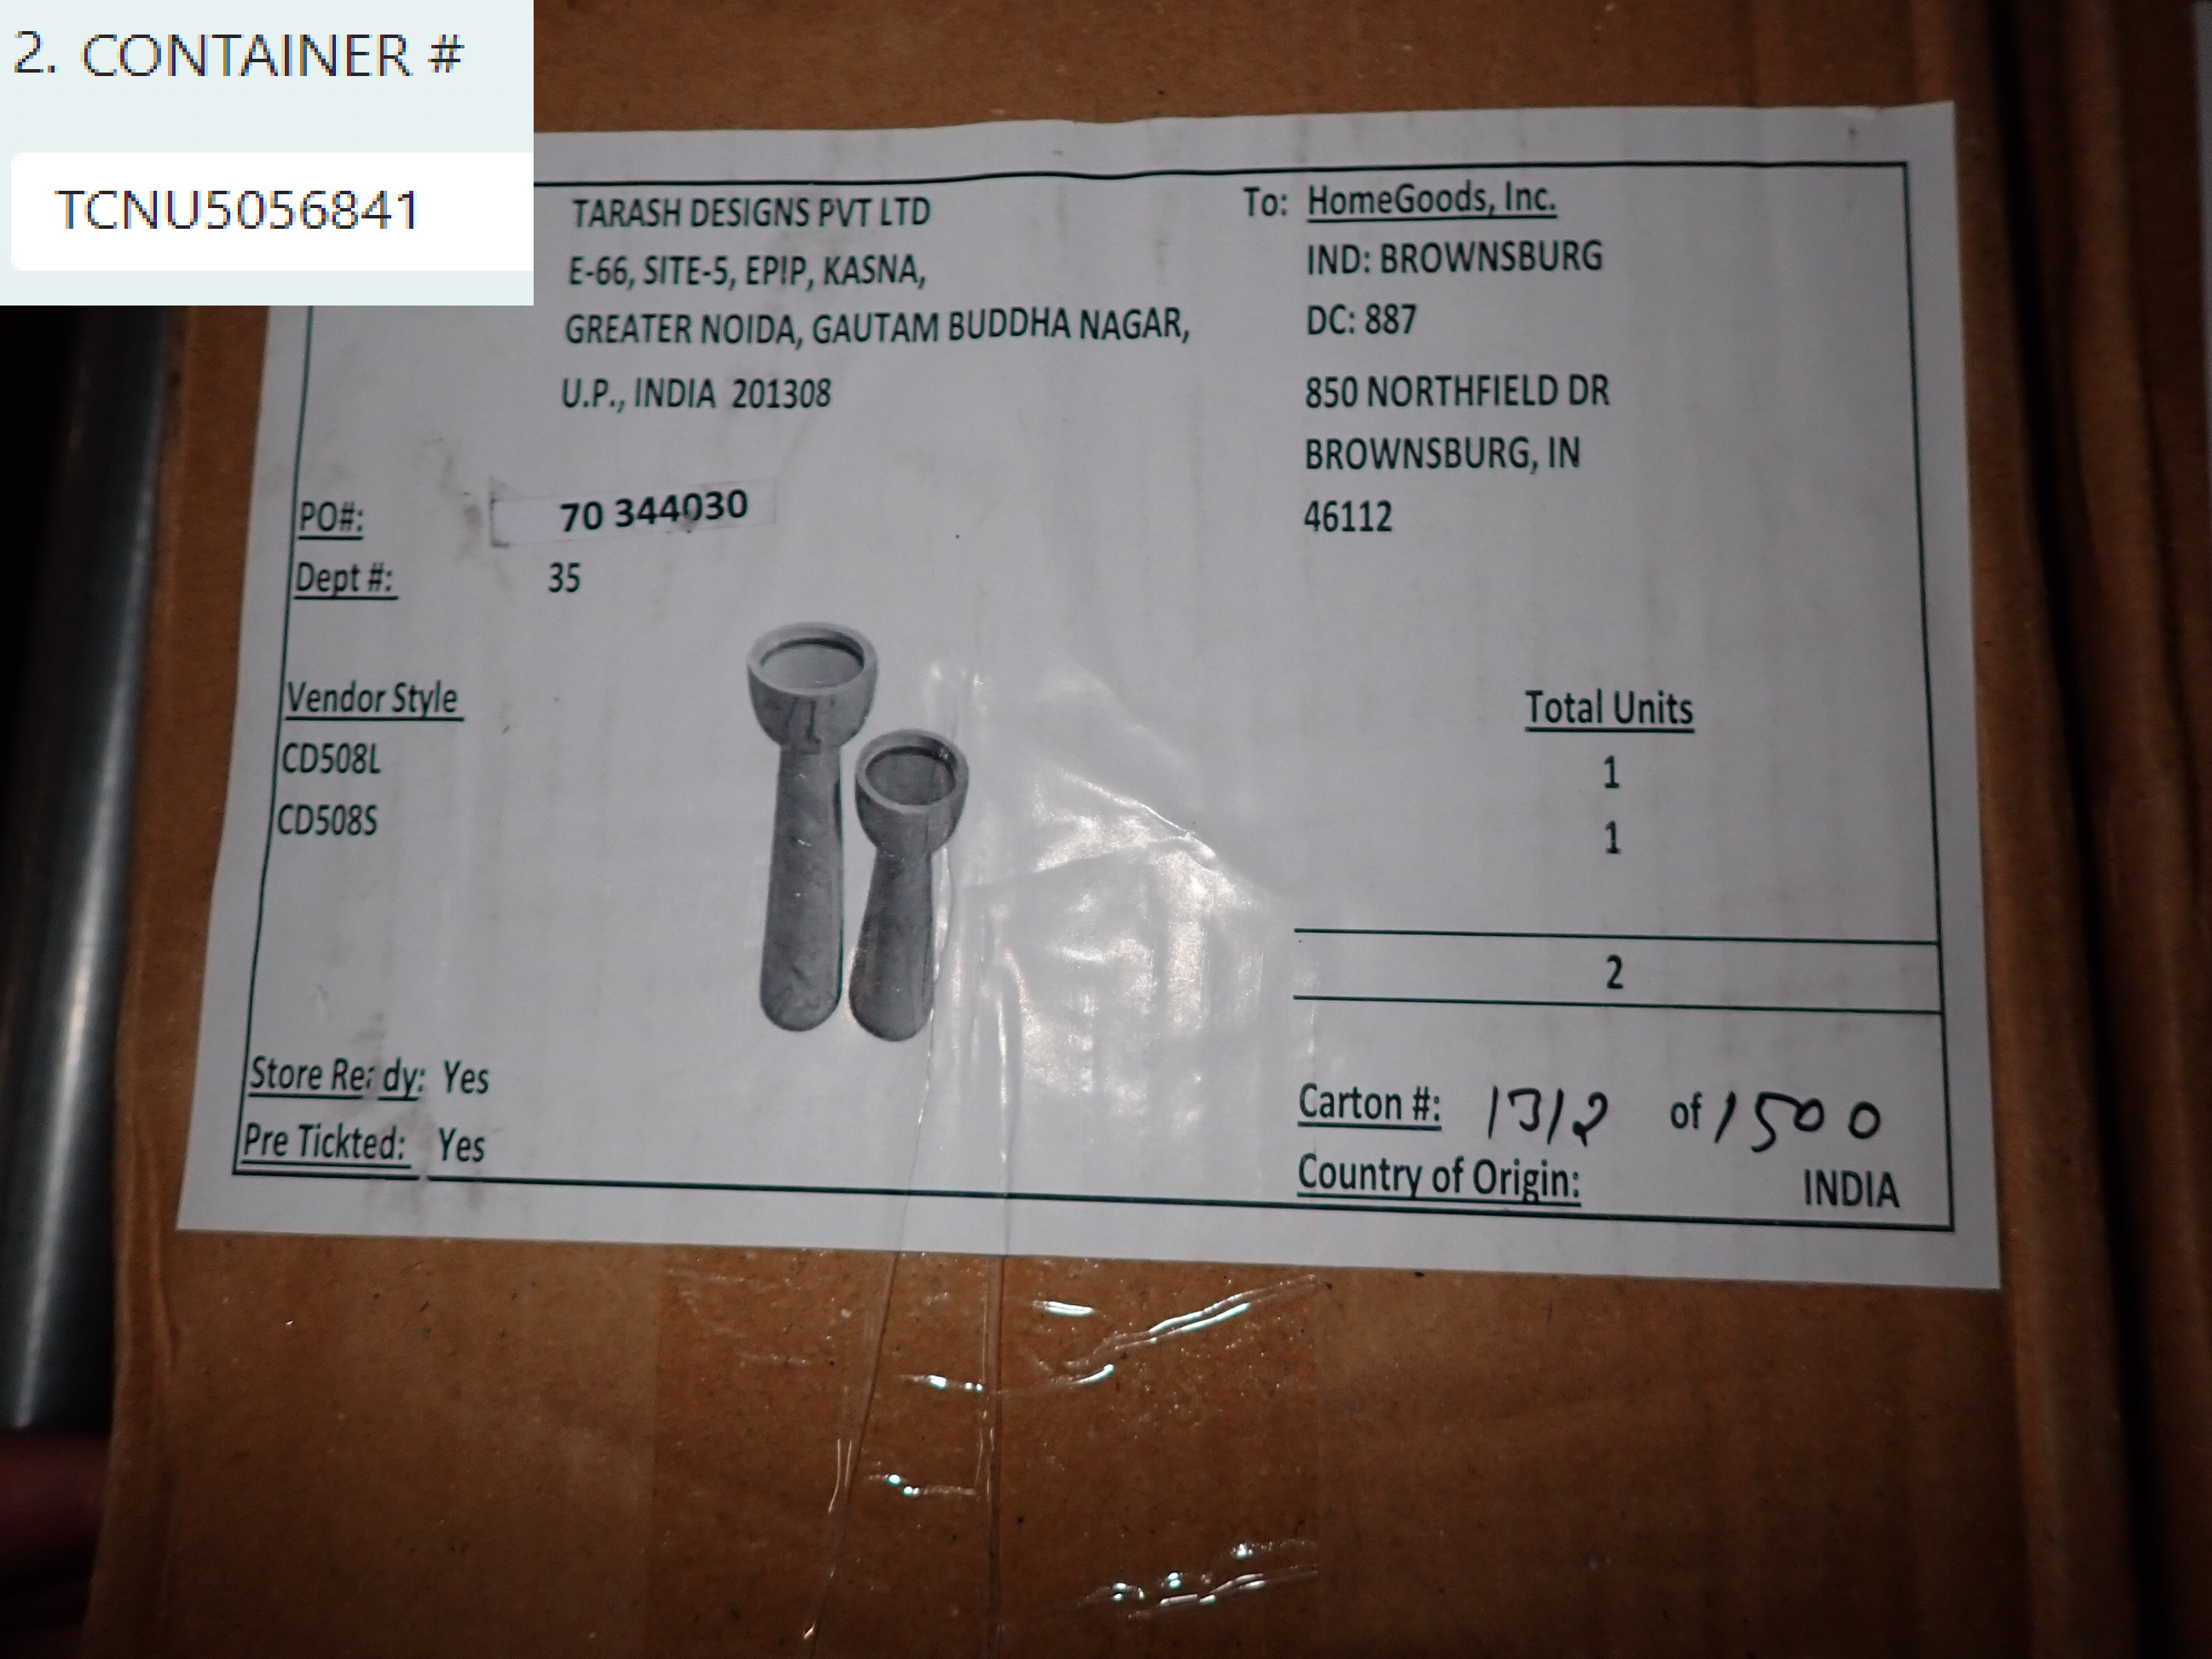 2. CONTAINER #
TCNU5056841
TARASH DESIGNS PVT LTD
E-66, SITE-5, EPIP, KASNA,
GREATER NOIDA, GAUTAM BUDDHA NAGAR,
U.P., INDIA 201308
To: HomeGoods, Inc.
IND: BROWNSBURG
DC: 887
850 NORTHFIELD DR
BROWNSBURG, IN
46112
PO#: 70 344030
Dept #: 35
Vendor Style Total Units
CD508L 1
CD508S 1
2
Store Ready: Yes
Pre Tickted: Yes
Carton #: 1312 of 1500
Country of Origin: INDIA